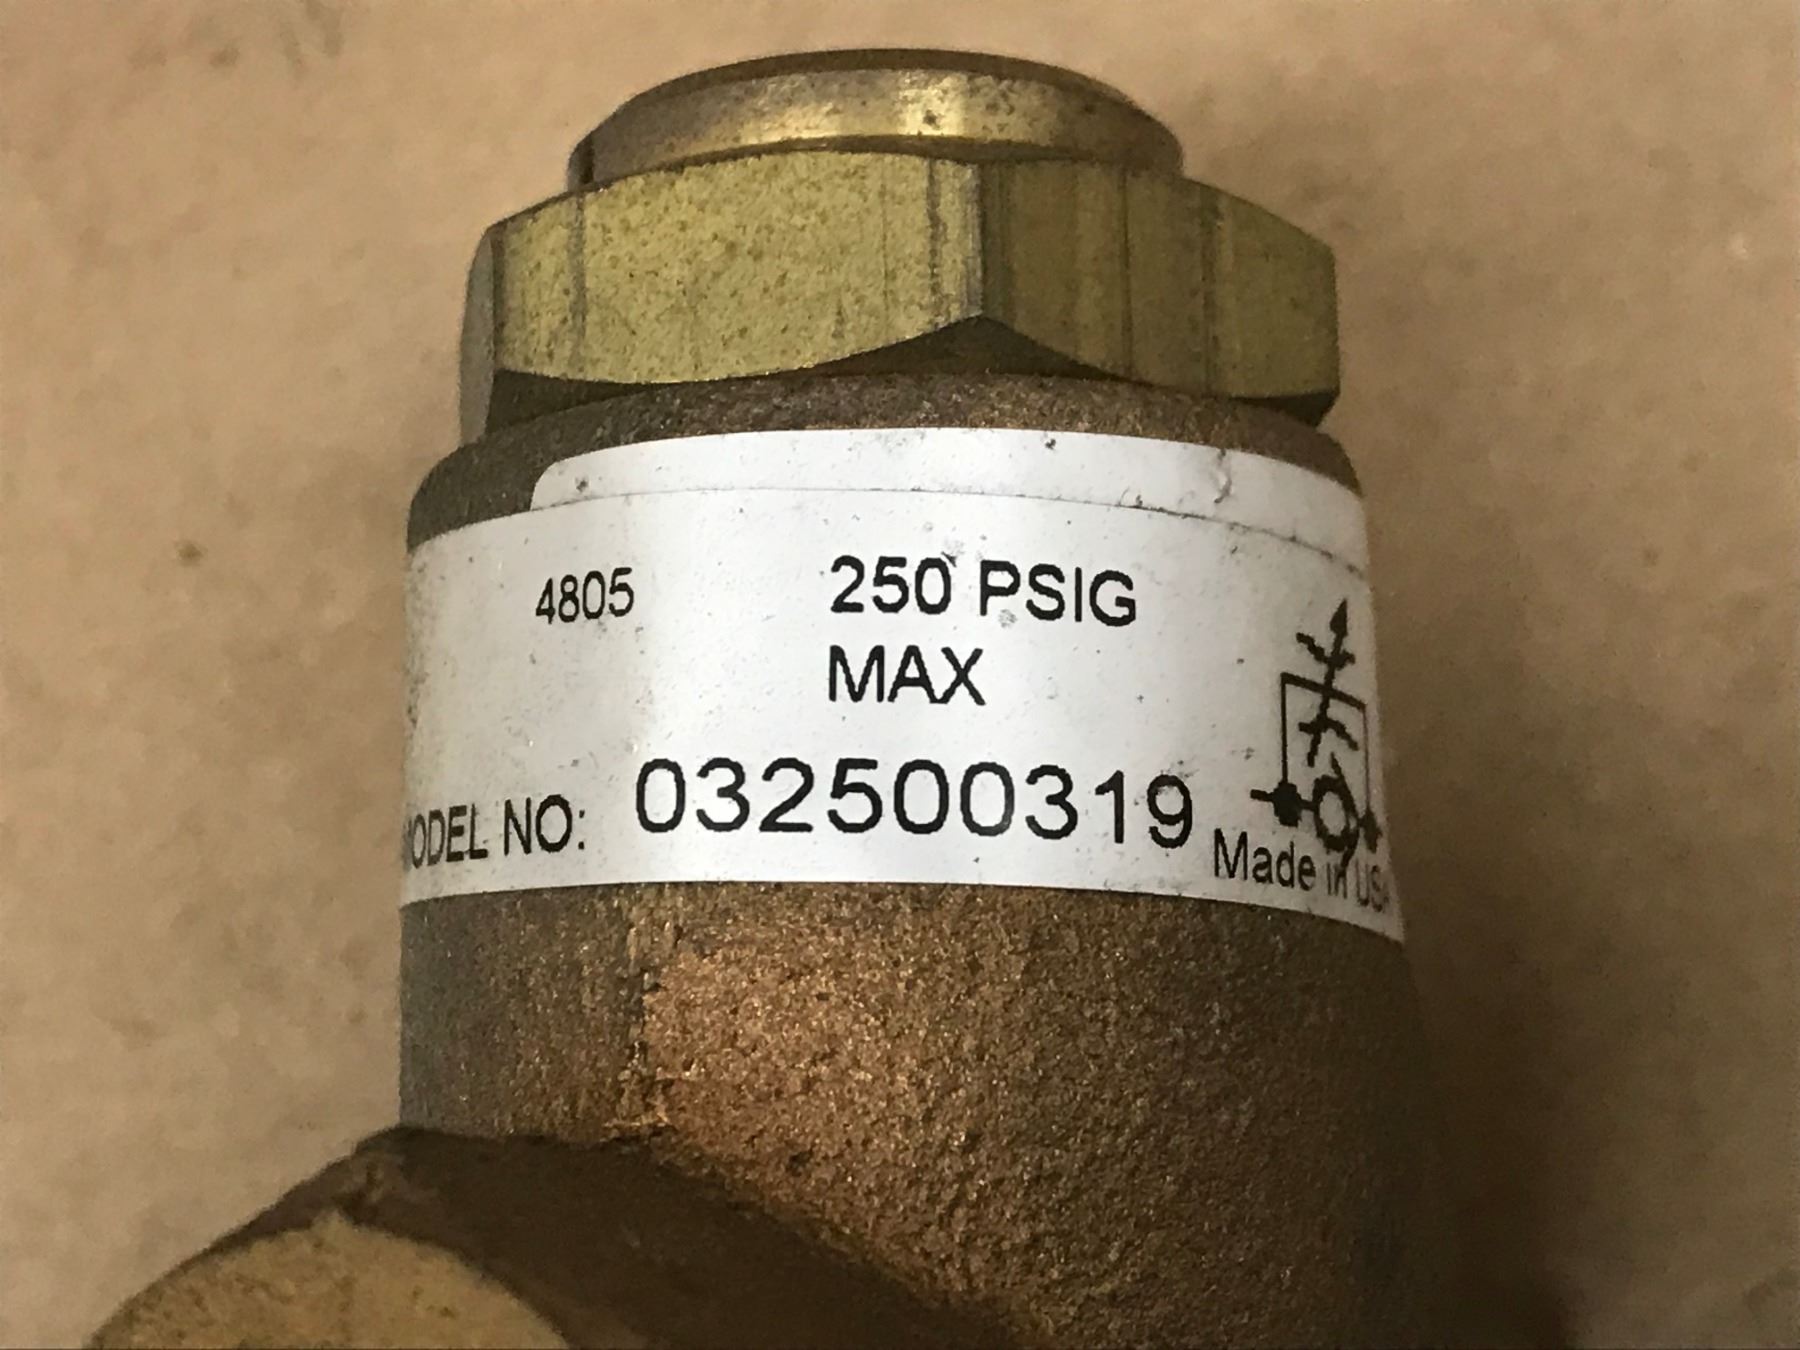 4805 250 PSIG
MAX
MODEL NO: 032500319
Made in USA